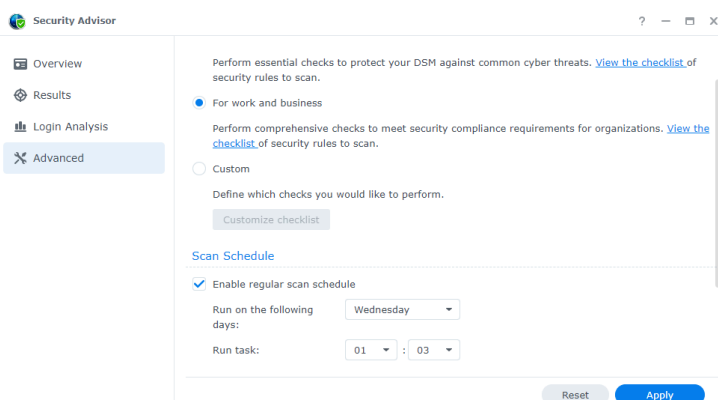 Security Advisor
Overview
Results
Login Analysis
Advanced
Perform essential checks to protect your DSM against common cyber threats. View the checklist of
security rules to scan.
For work and business
Perform comprehensive checks to meet security compliance requirements for organizations. View the
checklist of security rules to scan.
Custom
Define which checks you would like to perform.
Customize checklist
Scan Schedule
Enable regular scan schedule
Run on the following
days:
Wednesday
Run task:
01 : 03
Reset
Apply